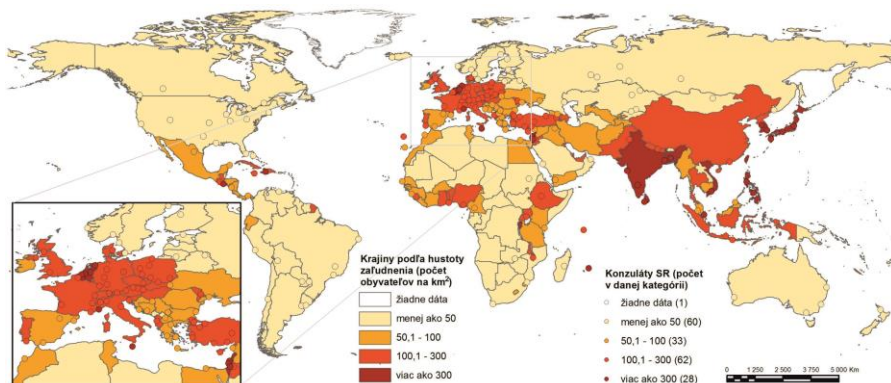 Krajiny podľa hustoty
zaľudnenia (počet
obyvateľov na km²)
žiadne dáta
menej ako 50
50,1 - 100
100,1 - 300
viac ako 300
Konzuláty SR (počet
v danej kategórii)
žiadne dáta (1)
menej ako 50 (60)
50,1 - 100 (33)
100,1 - 300 (62)
viac ako 300 (28)
0 1 250 2 500 3 750 5 000
KM